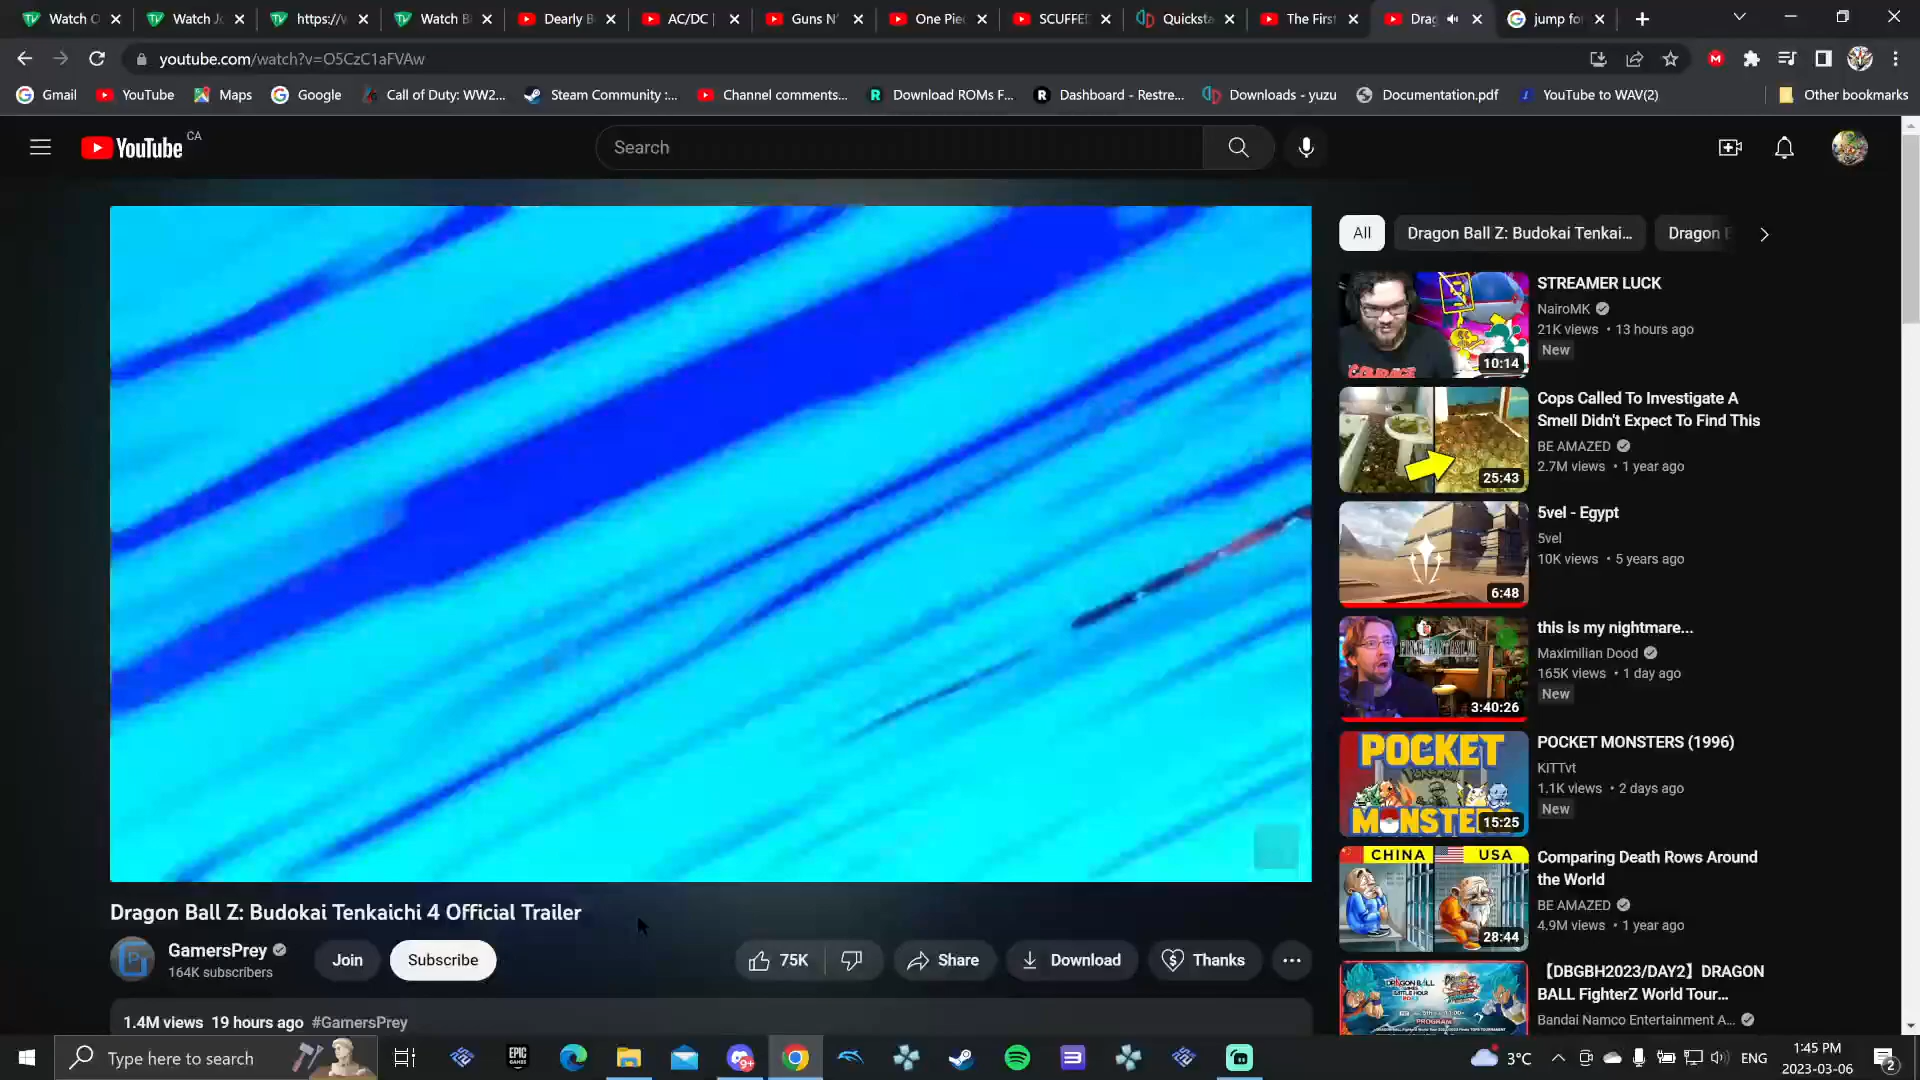 Watch O
Watch Jo
https://w
Watch B
Dearly B
AC/DC |
Guns N'
One Pie
SCUFFED
Quicksta
The First
Drag
jump fo
youtube.com/watch?v=O5CzC1aFVAw
Gmail
YouTube
Maps
Google
Call of Duty: WW2...
Steam Community :...
Channel comments...
Download ROMs F...
Dashboard - Restre...
Downloads - yuzu
Documentation.pdf
YouTube to WAV(2)
Other bookmarks
YouTube CA
Search
All
Dragon Ball Z: Budokai Tenkai...
Dragon B
STREAMER LUCK
NairoMK
21K views • 13 hours ago
New
10:14
Cops Called To Investigate A
Smell Didn't Expect To Find This
BE AMAZED
2.7M views • 1 year ago
25:43
5vel - Egypt
5vel
10K views • 5 years ago
6:48
this is my nightmare...
Maximilian Dood
165K views • 1 day ago
New
3:40:26
POCKET MONSTERS (1996)
KITTvt
1.1K views • 2 days ago
New
POCKET
MONSTE
15:25
Comparing Death Rows Around
the World
BE AMAZED
4.9M views • 1 year ago
CHINA
USA
28:44
【DBGBH2023/DAY2】DRAGON
BALL FighterZ World Tour...
Bandai Namco Entertainment A...
PROGRAM
Dragon Ball Z: Budokai Tenkaichi 4 Official Trailer
GamersPrey
164K subscribers
Join
Subscribe
75K
Share
Download
Thanks
1.4M views 19 hours ago #GamersPrey
Type here to search
EPIC
GAMES
9+
3°C
ENG
1:45 PM
2023-03-06
2